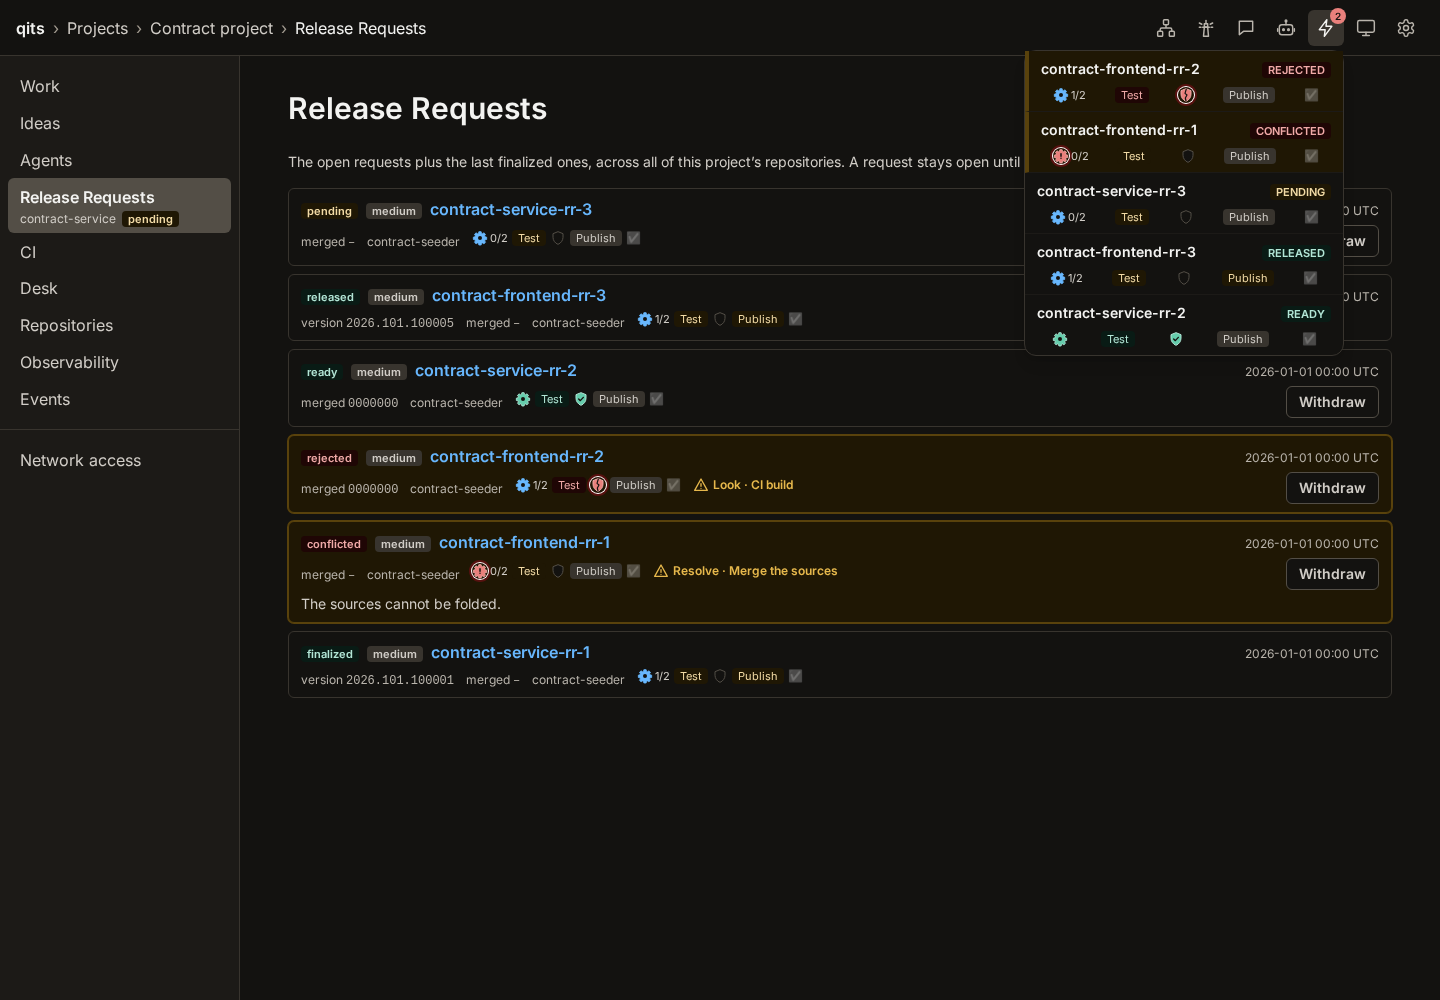 qits › Projects › Contract project › Release Requests
2
Work
Ideas
Agents
Release Requests
contract-service pending
CI
Desk
Repositories
Observability
Events
Network access
Release Requests
The open requests plus the last finalized ones, across all of this project’s repositories. A request stays open until
pending medium contract-service-rr-3
0 UTC
merged – contract-seeder 0/2 Test Publish
raw
released medium contract-frontend-rr-3
0 UTC
version 2026.101.100005 merged – contract-seeder 1/2 Test Publish
ready medium contract-service-rr-2
2026-01-01 00:00 UTC
merged 0000000 contract-seeder Test Publish
Withdraw
rejected medium contract-frontend-rr-2
2026-01-01 00:00 UTC
merged 0000000 contract-seeder 1/2 Test Publish Look · CI build
Withdraw
conflicted medium contract-frontend-rr-1
2026-01-01 00:00 UTC
merged – contract-seeder 0/2 Test Publish Resolve · Merge the sources
Withdraw
The sources cannot be folded.
finalized medium contract-service-rr-1
2026-01-01 00:00 UTC
version 2026.101.100001 merged – contract-seeder 1/2 Test Publish
contract-frontend-rr-2 REJECTED
1/2 Test Publish
contract-frontend-rr-1 CONFLICTED
0/2 Test Publish
contract-service-rr-3 PENDING
0/2 Test Publish
contract-frontend-rr-3 RELEASED
1/2 Test Publish
contract-service-rr-2 READY
Test Publish